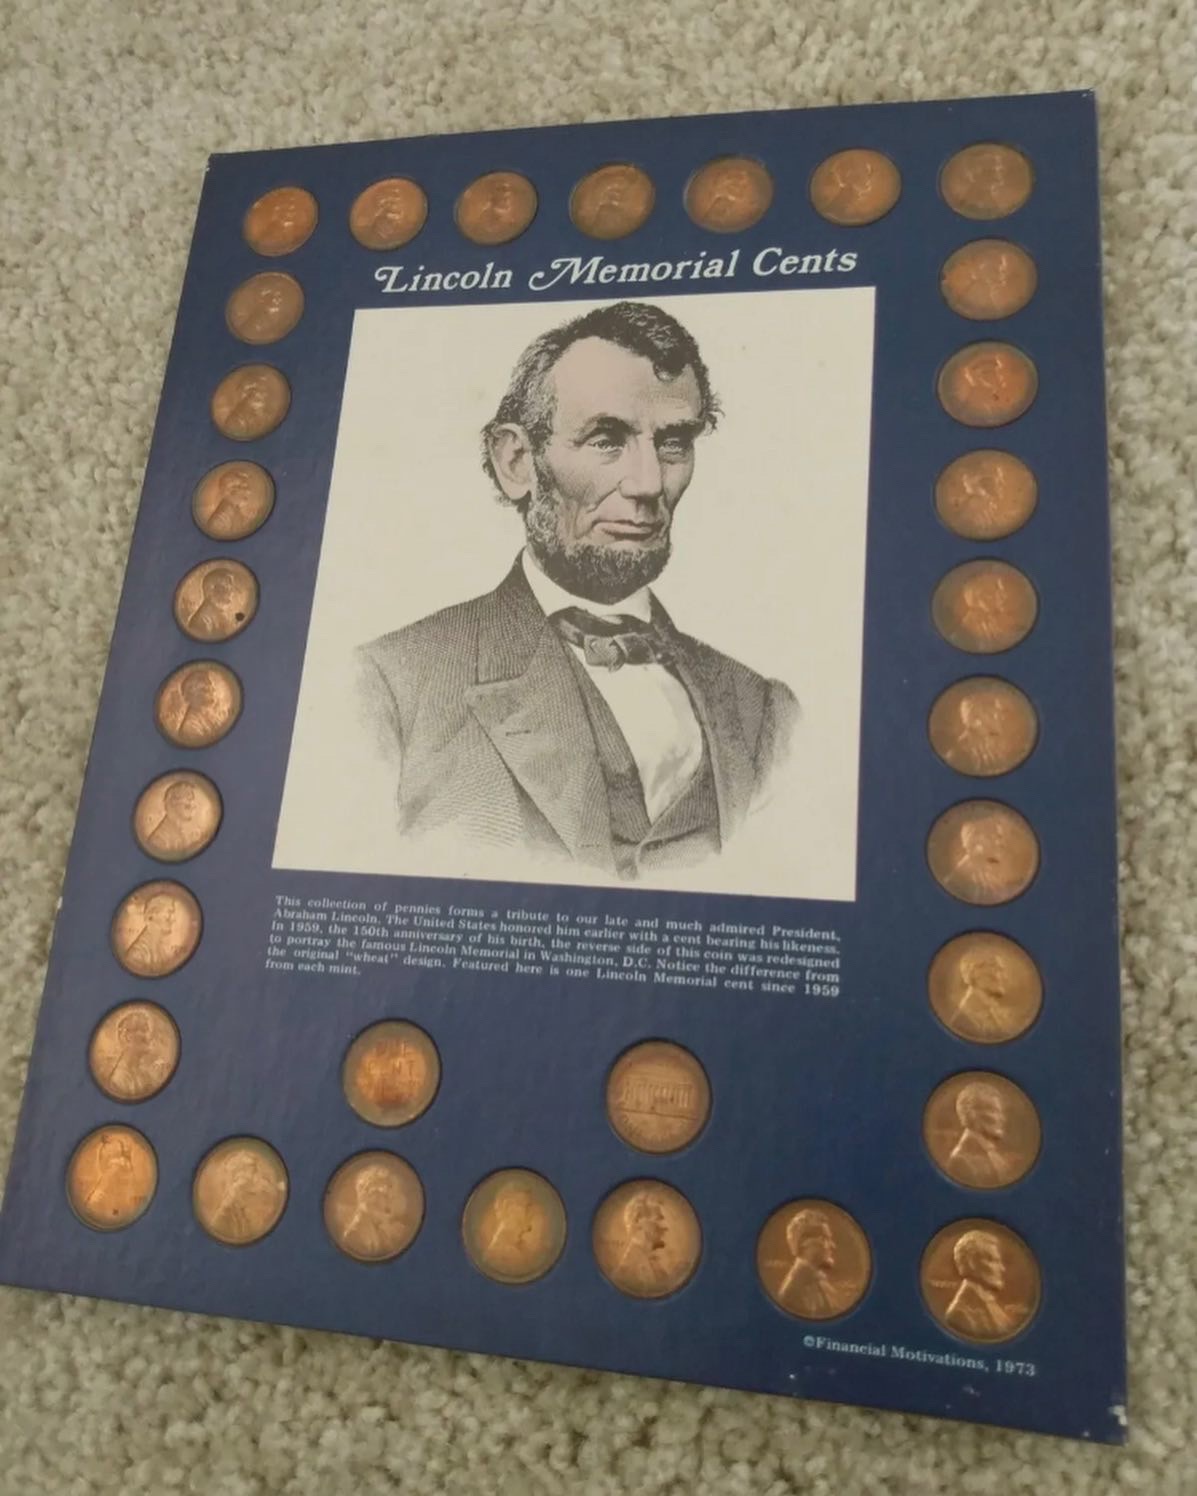 Lincoln Memorial Cents
This collection of pennies forms a tribute to our late and much admired President,
Abraham Lincoln. The United States honored him earlier with a cent bearing his likeness.
In 1959, the 150th anniversary of his birth, the reverse side of this coin was redesigned
to portray the famous Lincoln Memorial in Washington, D.C. Notice the difference from
the original "wheat" design. Featured here is one Lincoln Memorial cent since 1959
from each mint.
©Financial Motivations, 1973